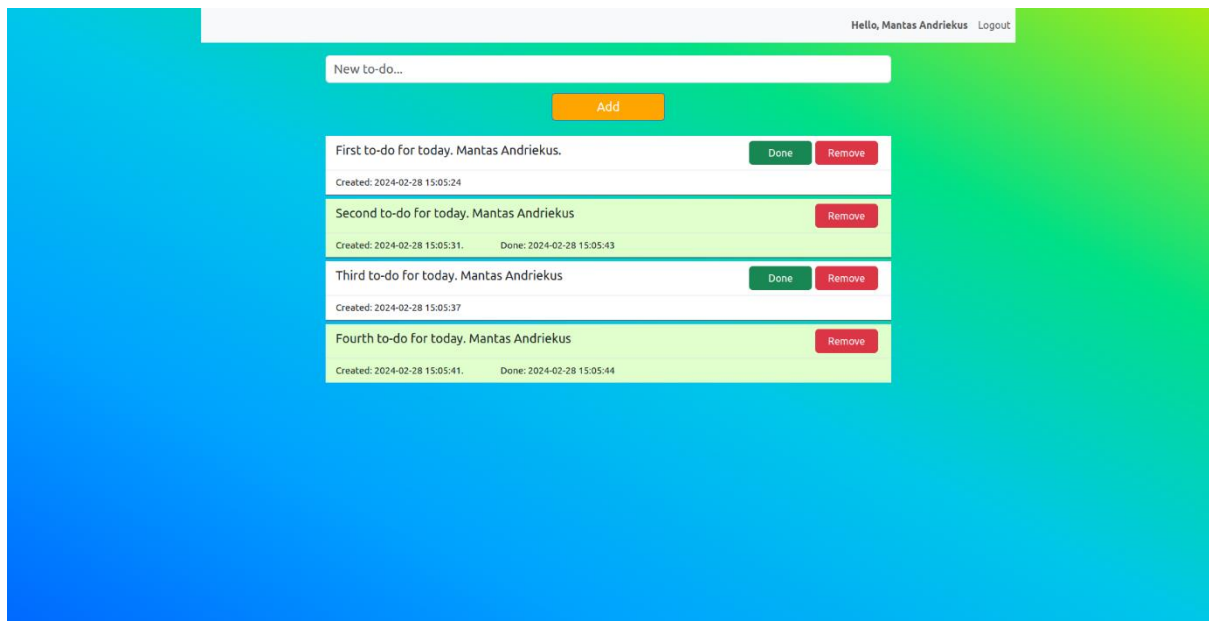 Hello, Mantas Andriekus Logout
New to-do...
Add
First to-do for today. Mantas Andriekus. Done Remove
Created: 2024-02-28 15:05:24
Second to-do for today. Mantas Andriekus Remove
Created: 2024-02-28 15:05:31. Done: 2024-02-28 15:05:43
Third to-do for today. Mantas Andriekus Done Remove
Created: 2024-02-28 15:05:37
Fourth to-do for today. Mantas Andriekus Remove
Created: 2024-02-28 15:05:41. Done: 2024-02-28 15:05:44